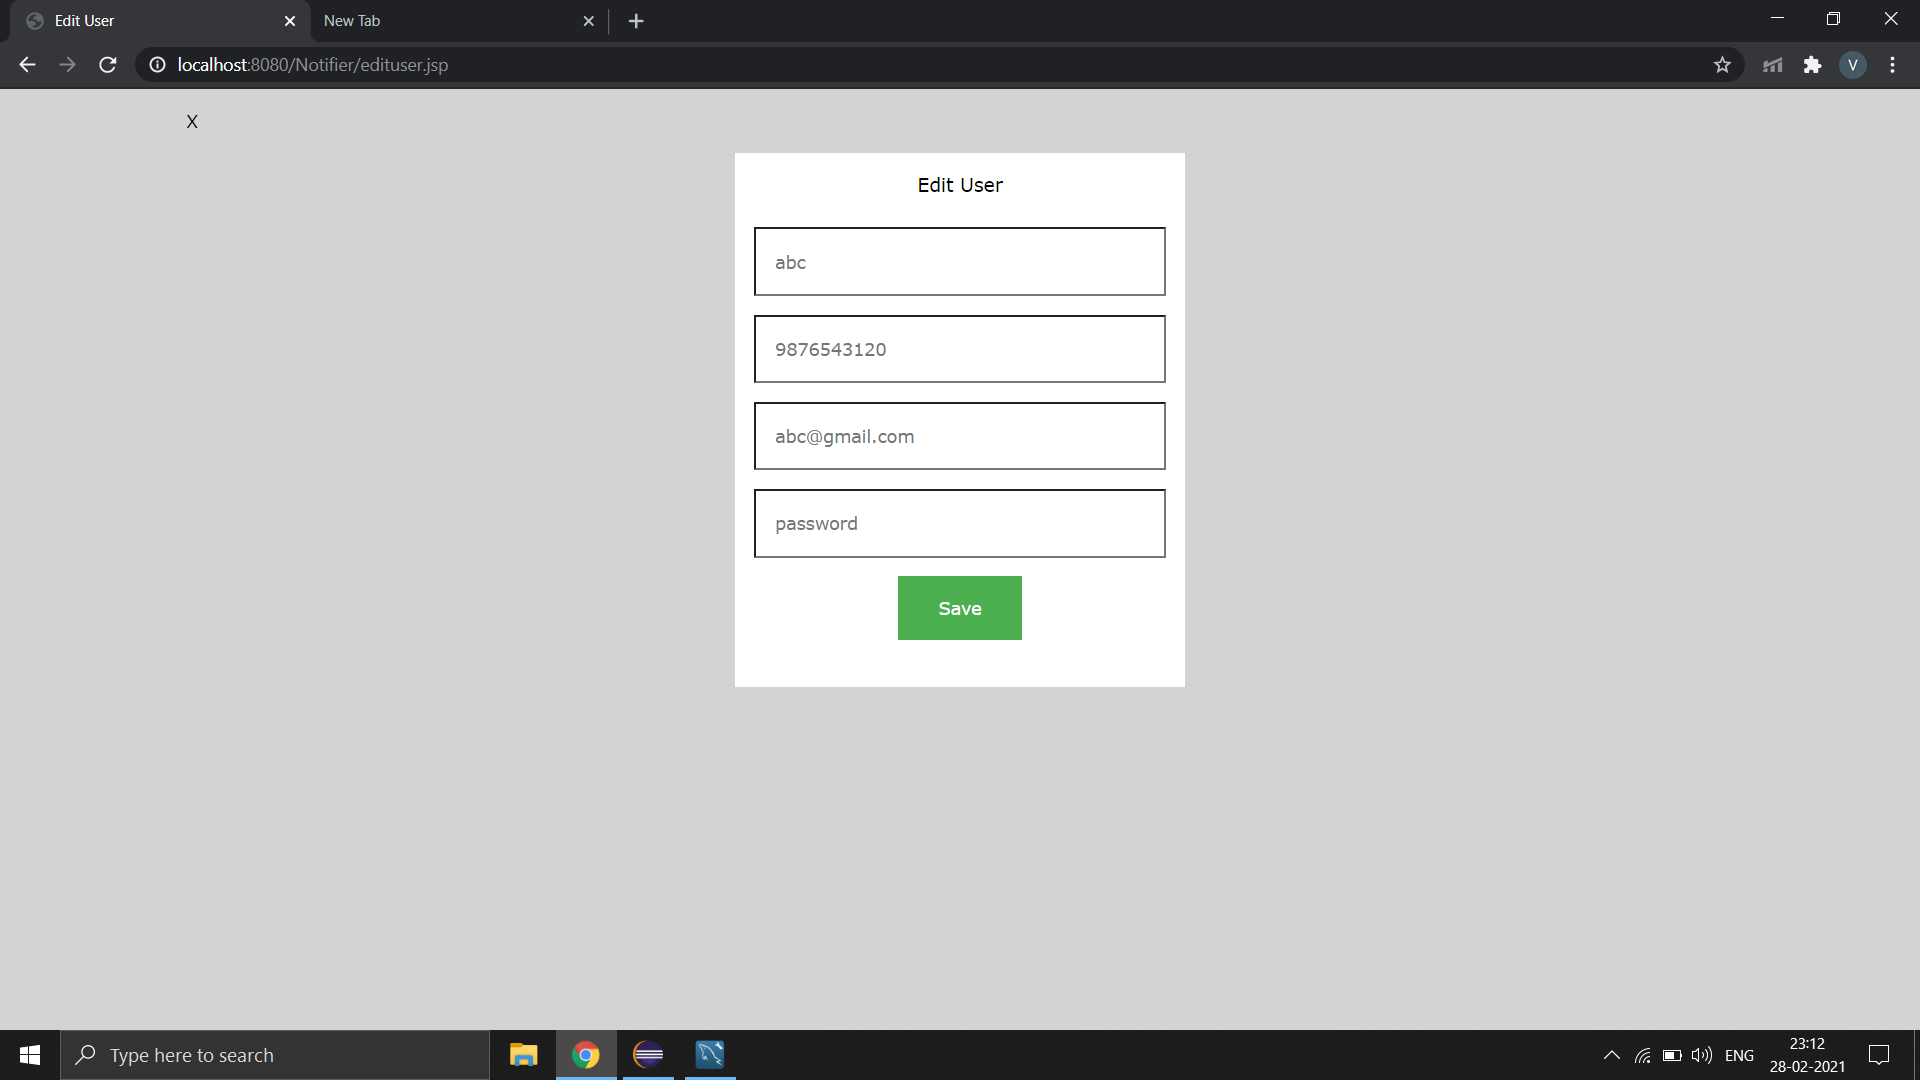 Edit User
New Tab
localhost:8080/Notifier/edituser.jsp
V
X
Edit User
abc
9876543120
abc@gmail.com
password
Save
Type here to search
ENG
23:12
28-02-2021